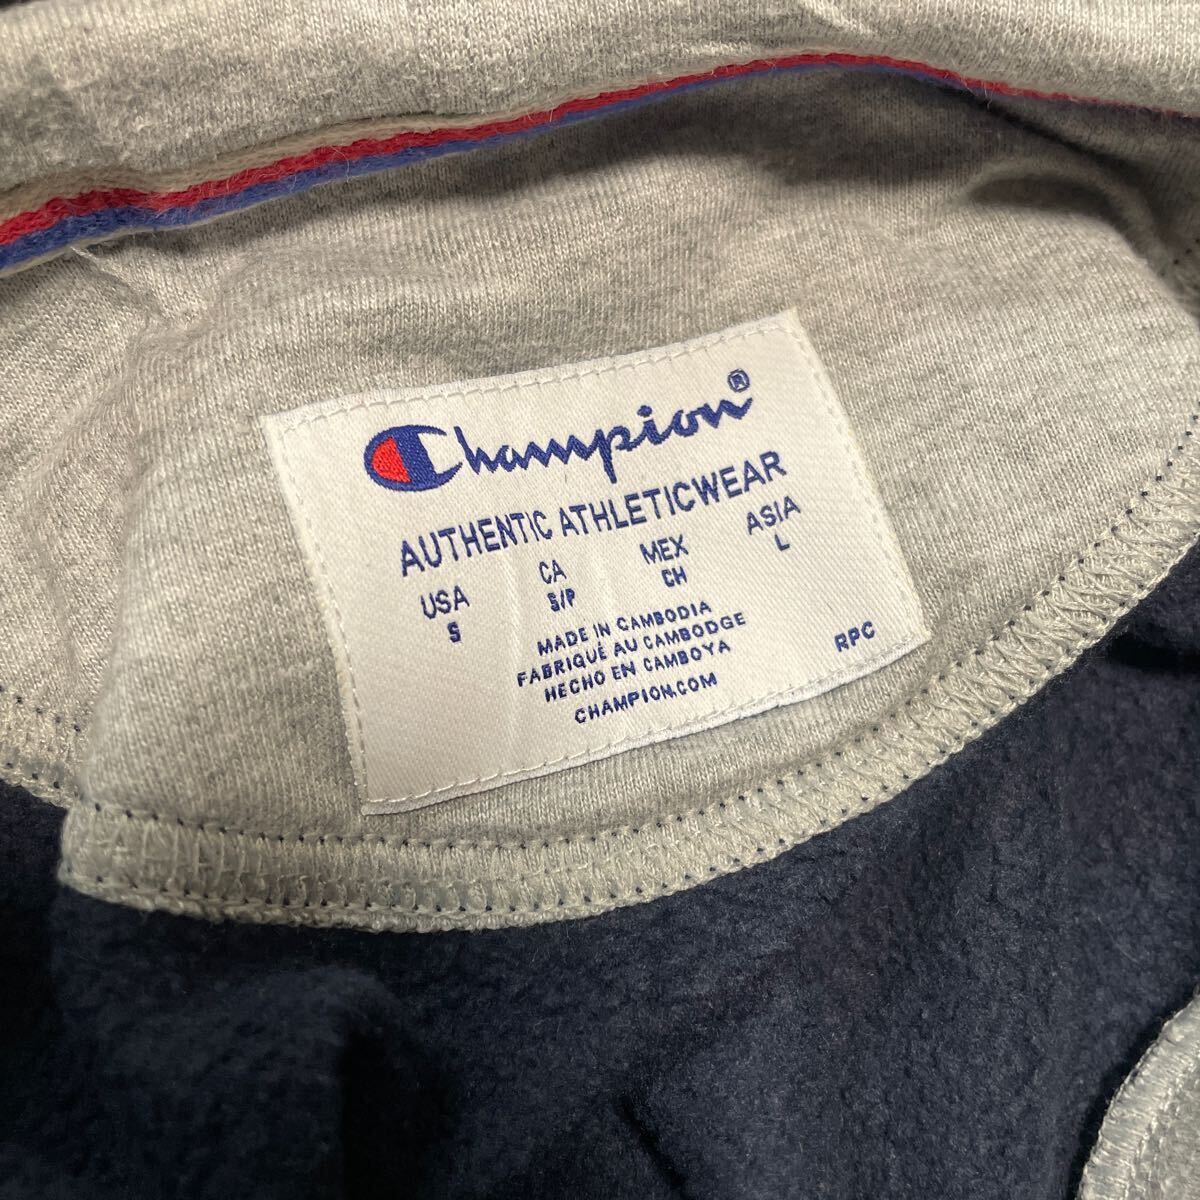 Champion®
AUTHENTIC ATHLETICWEAR
USA CA MEX ASIA
S S/P CH L
MADE IN CAMBODIA
FABRIQUÉ AU CAMBODGE
HECHO EN CAMBOYA
CHAMPION.COM
RPC